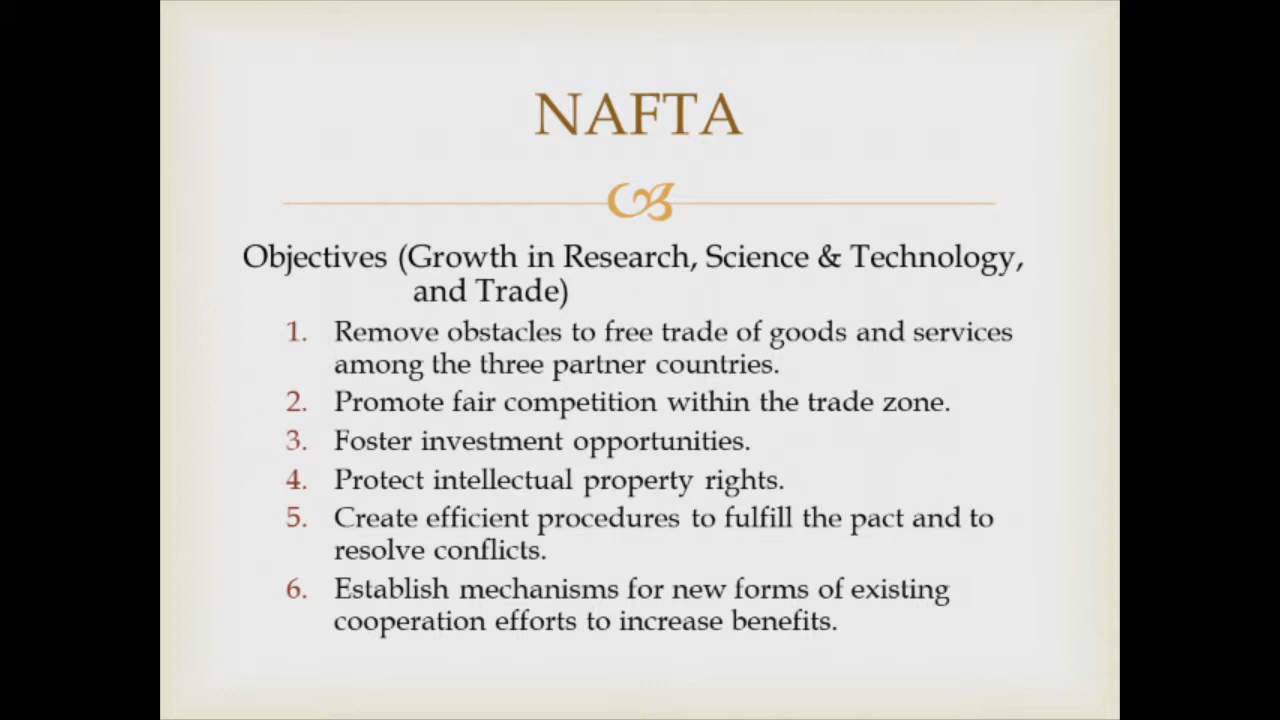 NAFTA
Objectives (Growth in Research, Science & Technology,
and Trade)
1. Remove obstacles to free trade of goods and services
among the three partner countries.
2. Promote fair competition within the trade zone.
3. Foster investment opportunities.
4. Protect intellectual property rights.
5. Create efficient procedures to fulfill the pact and to
resolve conflicts.
6. Establish mechanisms for new forms of existing
cooperation efforts to increase benefits.